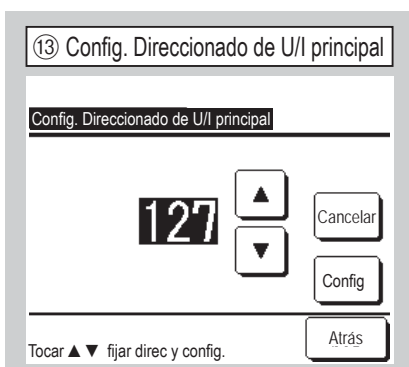 ⑬ Config. Direccionado de U/I principal
Config. Direccionado de U/I principal
127
▲
▼
Cancelar
Config
Atrás
Tocar ▲ ▼ fijar direc y config.